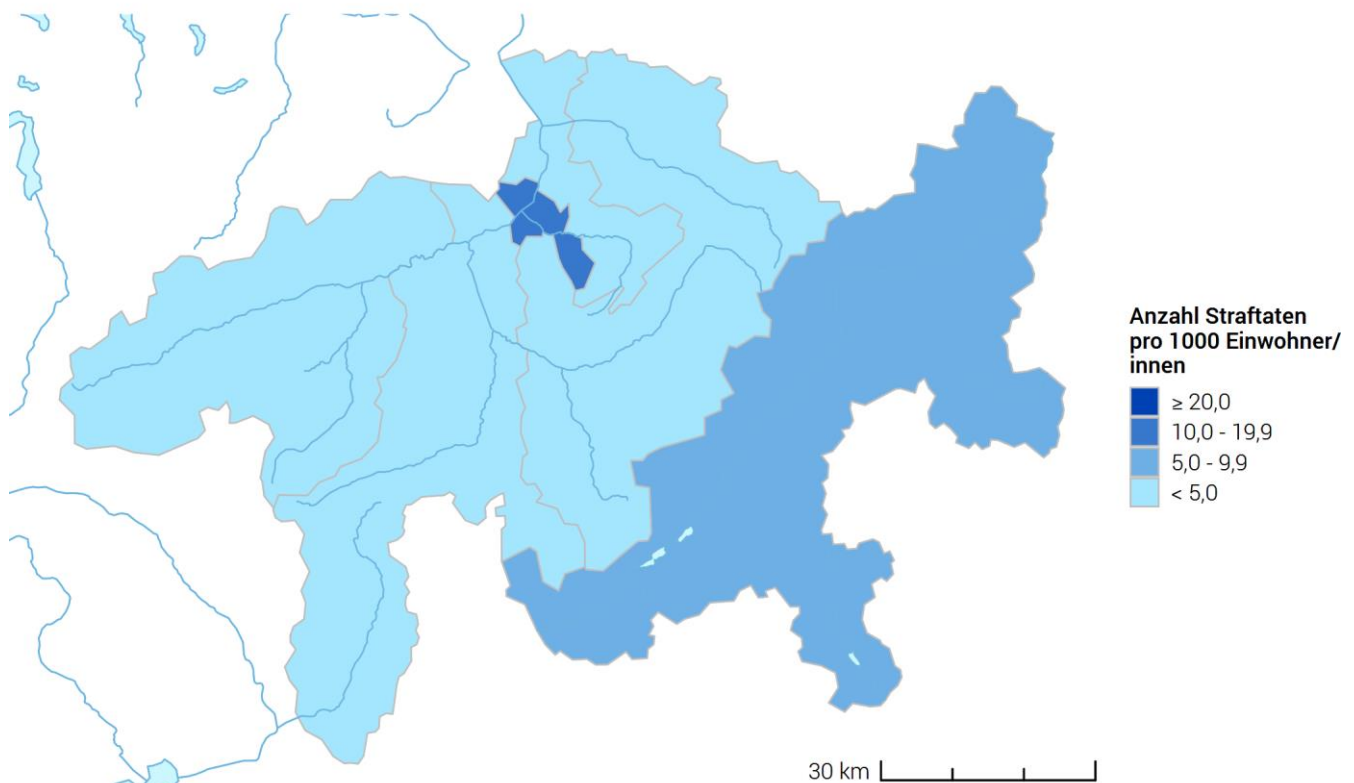 Anzahl Straftaten
pro 1000 Einwohner/
innen
≥ 20,0
10,0 - 19,9
5,0 - 9,9
< 5,0
30 km